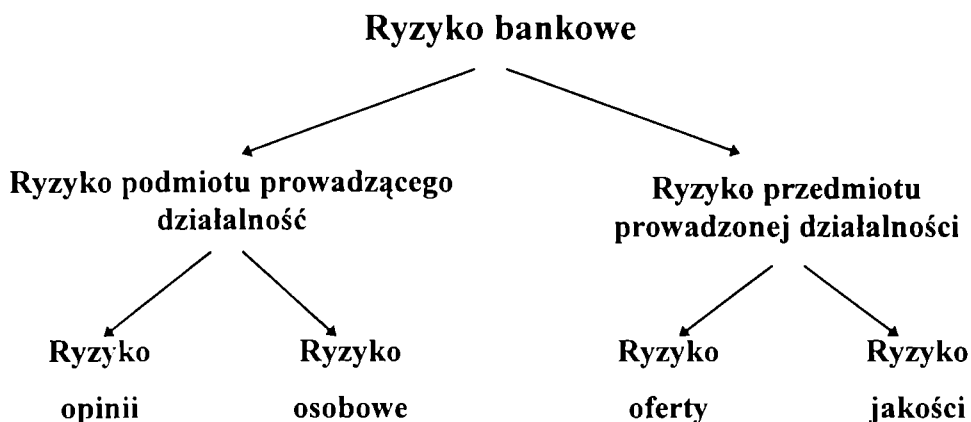 Ryzyko bankowe
Ryzyko podmiotu prowadzącego
działalność
Ryzyko przedmiotu
prowadzonej działalności
Ryzyko
opinii
Ryzyko
osobowe
Ryzyko
oferty
Ryzyko
jakości